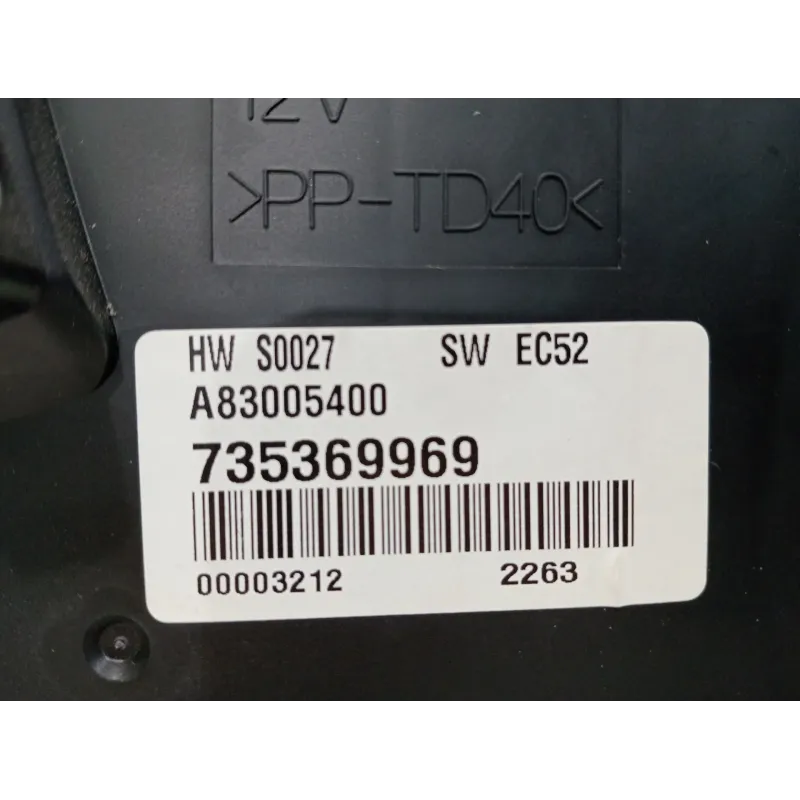 12V
>PP-TD40<
HW S0027 SW EC52
A83005400
735369969
00003212 2263